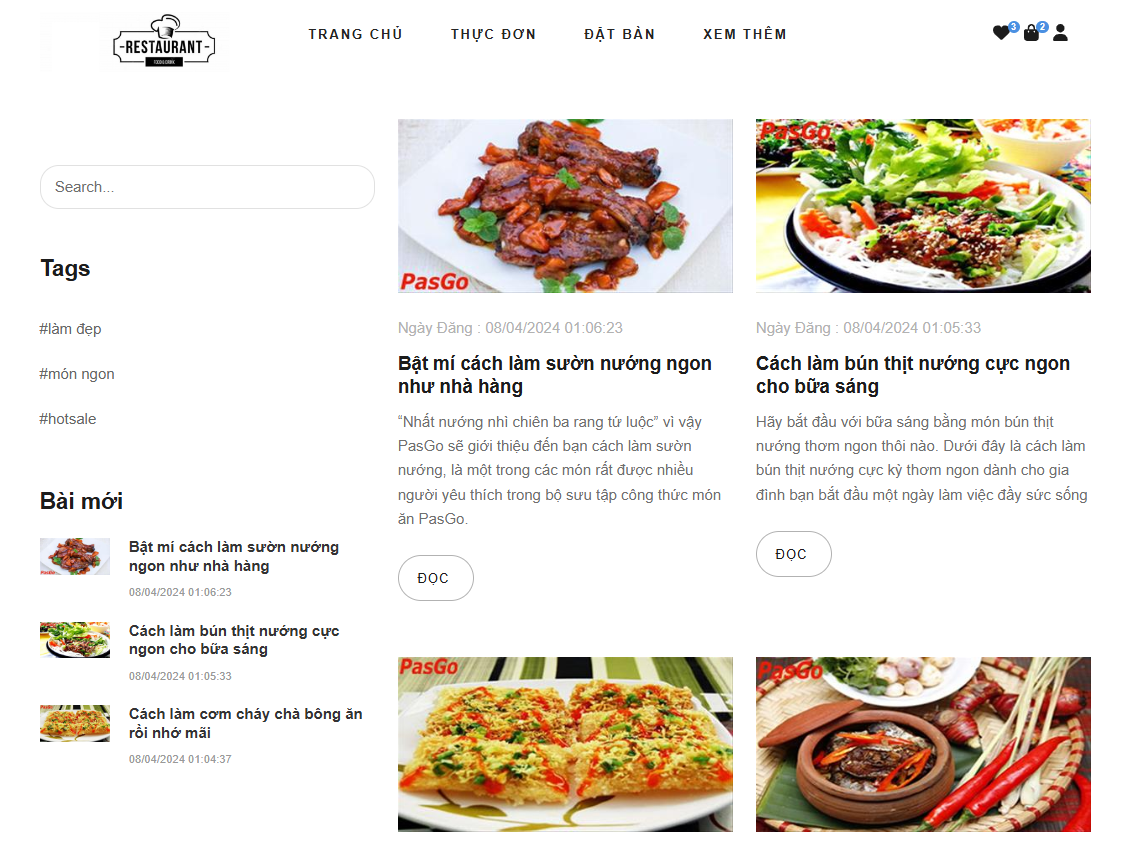 -RESTAURANT-
FOOD & DRINK
TRANG CHỦ
THỰC ĐƠN
ĐẶT BÀN
XEM THÊM
3
2
Search...
Tags
#làm đẹp
#món ngon
#hotsale
Bài mới
Bật mí cách làm sườn nướng
ngon như nhà hàng
08/04/2024 01:06:23
Cách làm bún thịt nướng cực
ngon cho bữa sáng
08/04/2024 01:05:33
Cách làm cơm cháy chà bông ăn
rồi nhớ mãi
08/04/2024 01:04:37
PasGo
Ngày Đăng : 08/04/2024 01:06:23
Bật mí cách làm sườn nướng ngon
như nhà hàng
“Nhất nướng nhì chiên ba rang tứ luộc” vì vậy
PasGo sẽ giới thiệu đến bạn cách làm sườn
nướng, là một trong các món rất được nhiều
người yêu thích trong bộ sưu tập công thức món
ăn PasGo.
ĐỌC
PasGo
Ngày Đăng : 08/04/2024 01:05:33
Cách làm bún thịt nướng cực ngon
cho bữa sáng
Hãy bắt đầu với bữa sáng bằng món bún thịt
nướng thơm ngon thôi nào. Dưới đây là cách làm
bún thịt nướng cực kỳ thơm ngon dành cho gia
đình bạn bắt đầu một ngày làm việc đầy sức sống
ĐỌC
PasGo
PasGo